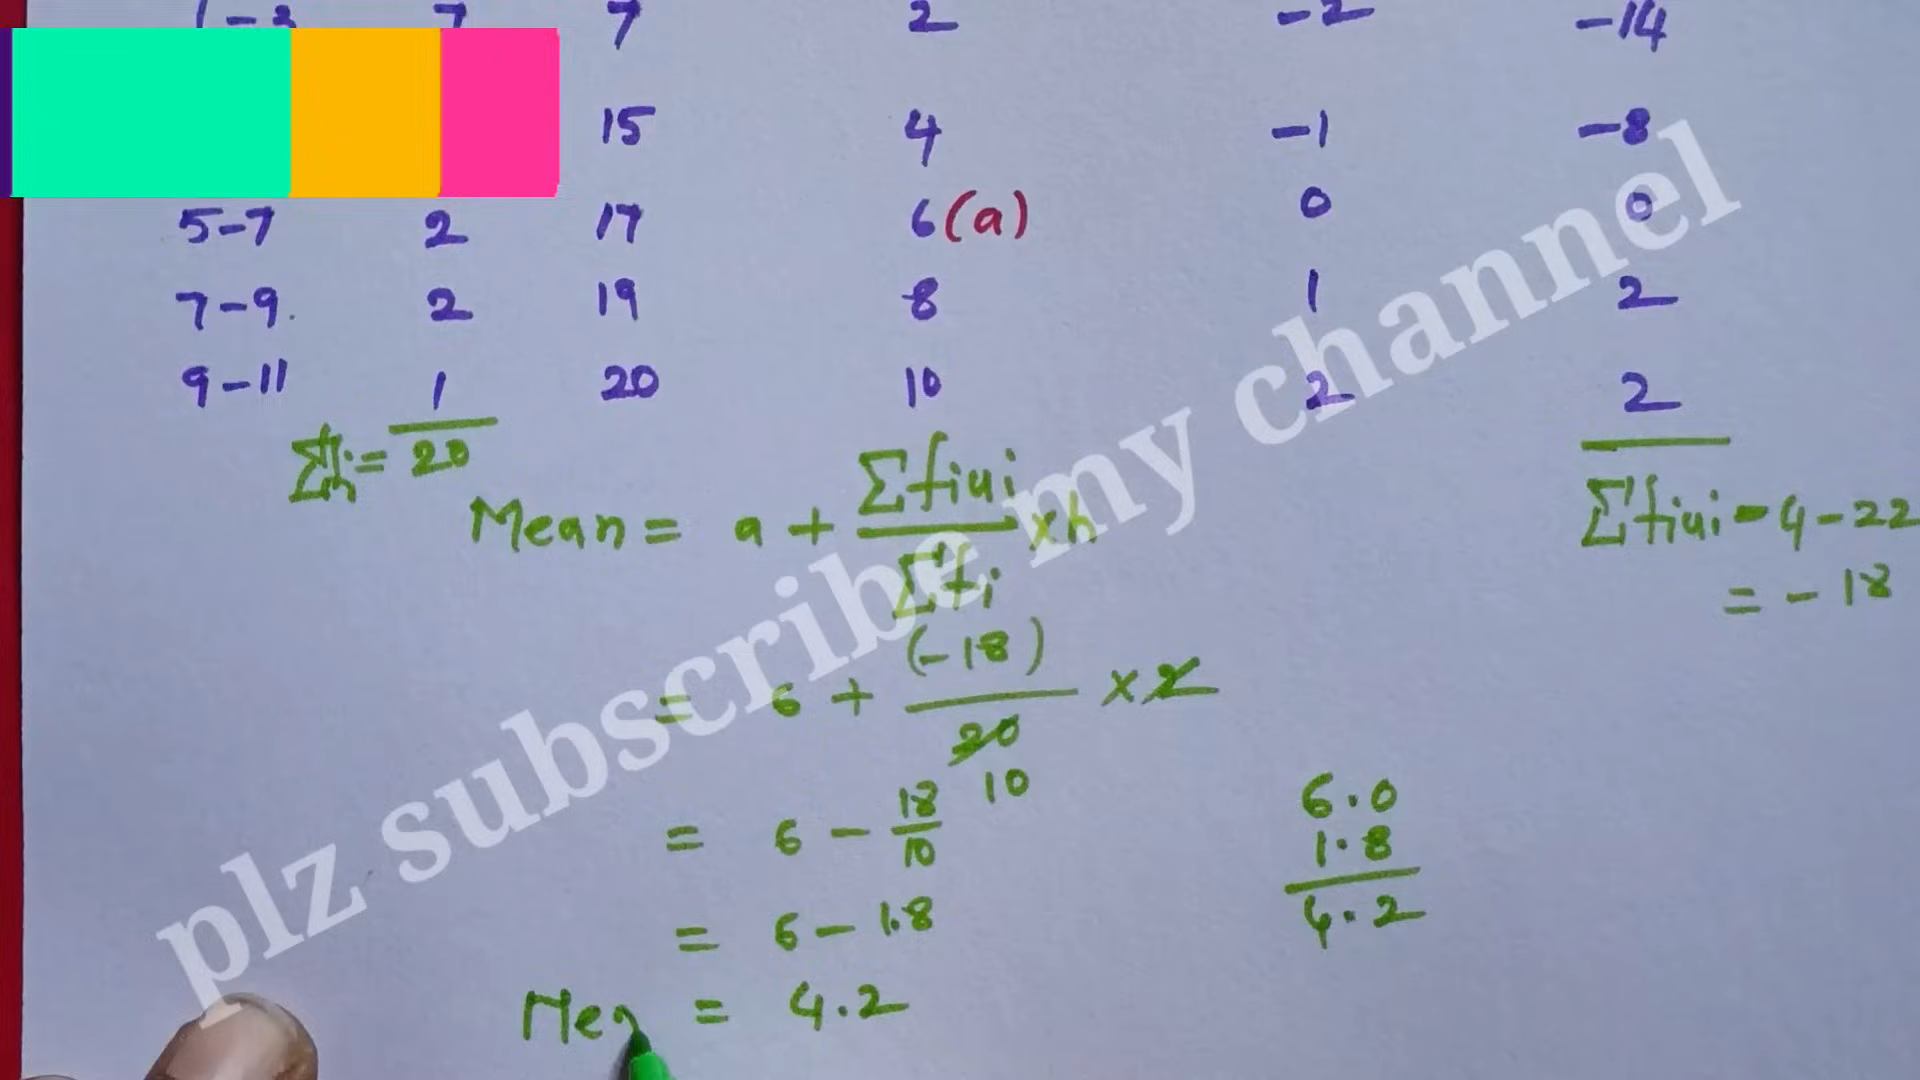 1-3 7 7 2 -2 -14
15 4 -1 -8
5-7 2 17 6(a) 0 0
7-9 2 19 8 1 2
9-11 1 20 10 2 2
Σfi = 20
Mean = a + Σfiui / Σfi × h
Σfiui = 4 - 22
= -18
= 6 + (-18) / 20 × 2
10
= 6 - 18/10
= 6 - 1.8
6.0
1.8
4.2
Mea = 4.2
plz subscribe my channel